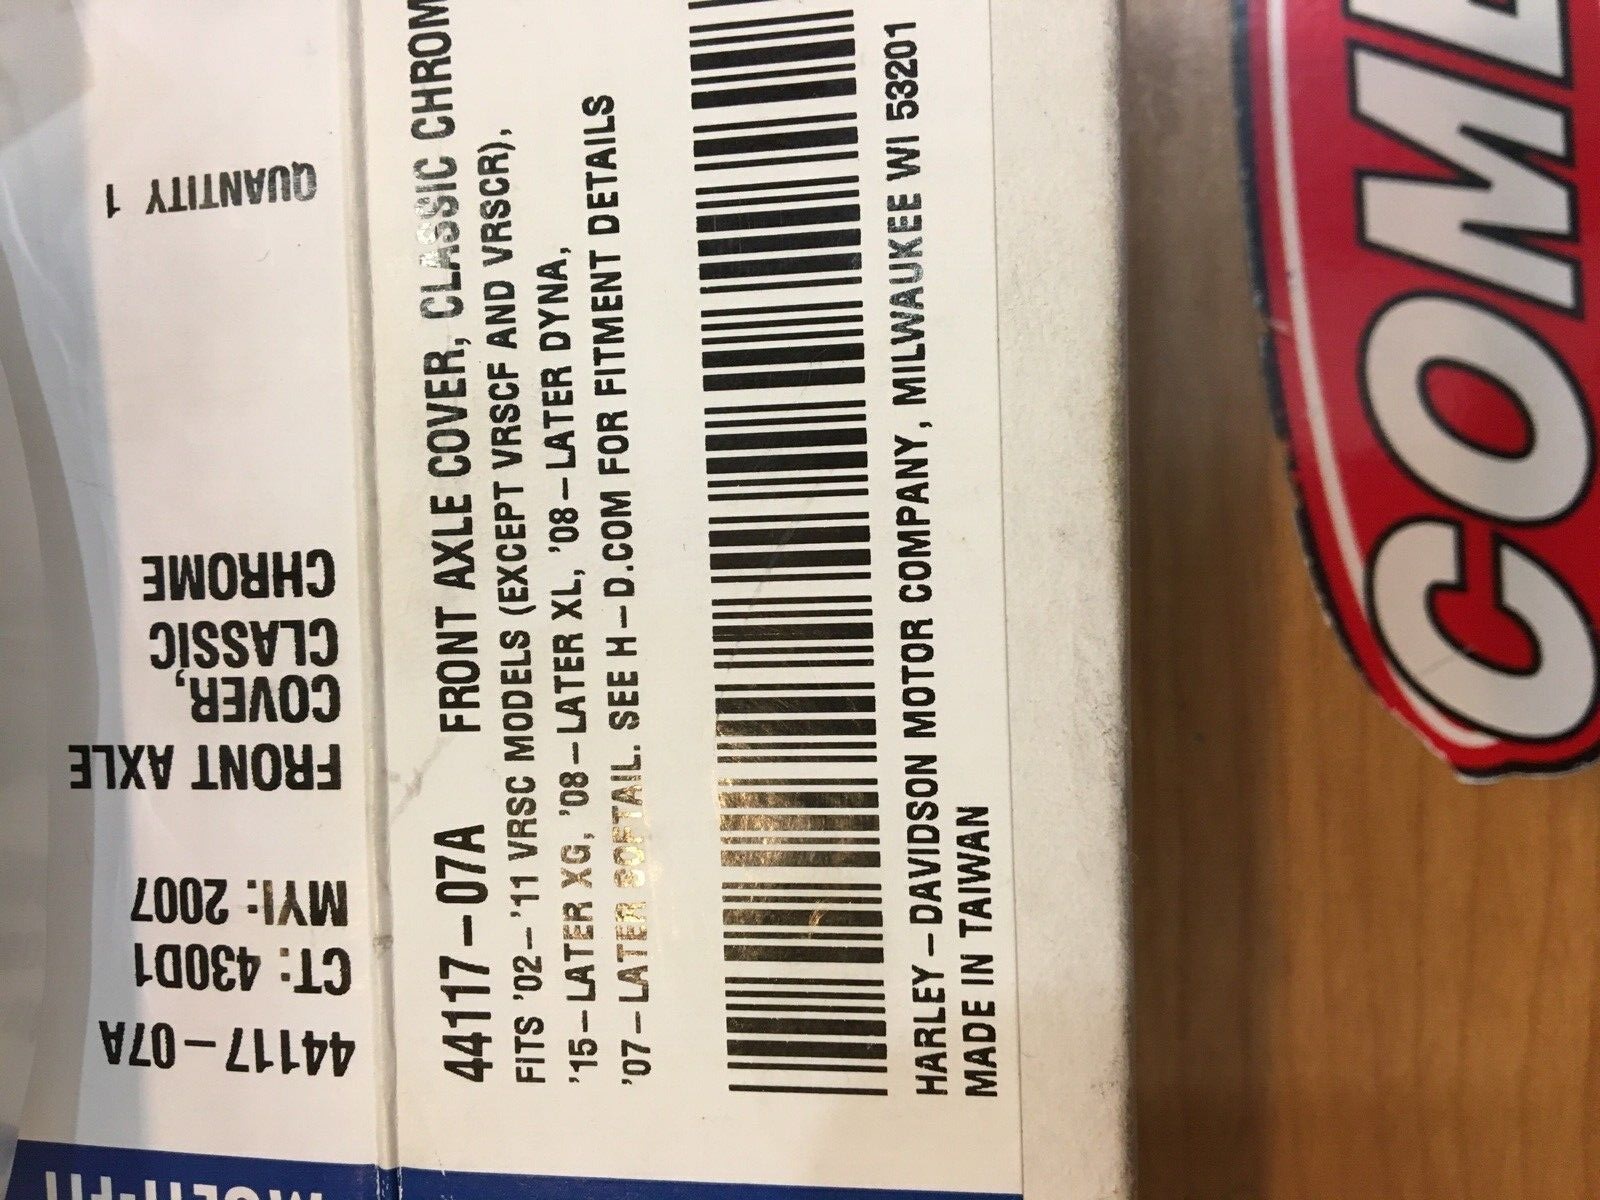 44117-07A
CT: 430D1
MYI: 2007
FRONT AXLE
COVER,
CLASSIC
CHROME
QUANTITY 1
44117-07A FRONT AXLE COVER, CLASSIC CHROM
FITS '02-'11 VRSC MODELS (EXCEPT VRSCF AND VRSCR),
'15-LATER XG, '08-LATER XL, '08-LATER DYNA,
'07-LATER SOFTAIL. SEE H-D.COM FOR FITMENT DETAILS
HARLEY-DAVIDSON MOTOR COMPANY, MILWAUKEE WI 53201
MADE IN TAIWAN
COM